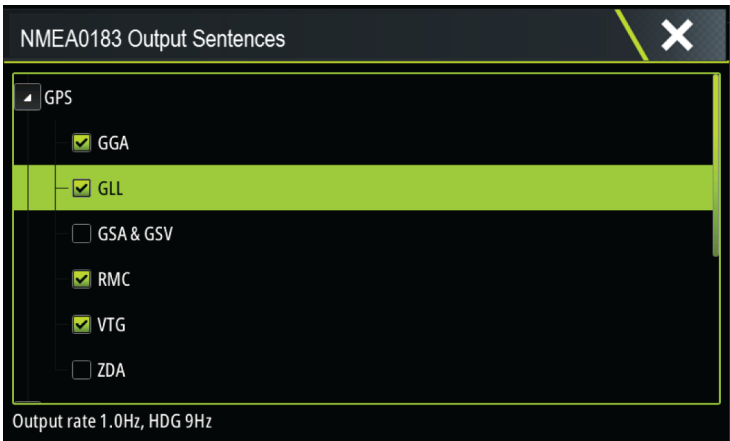 NMEA0183 Output Sentences
GPS
GGA
GLL
GSA & GSV
RMC
VTG
ZDA
Output rate 1.0Hz, HDG 9Hz